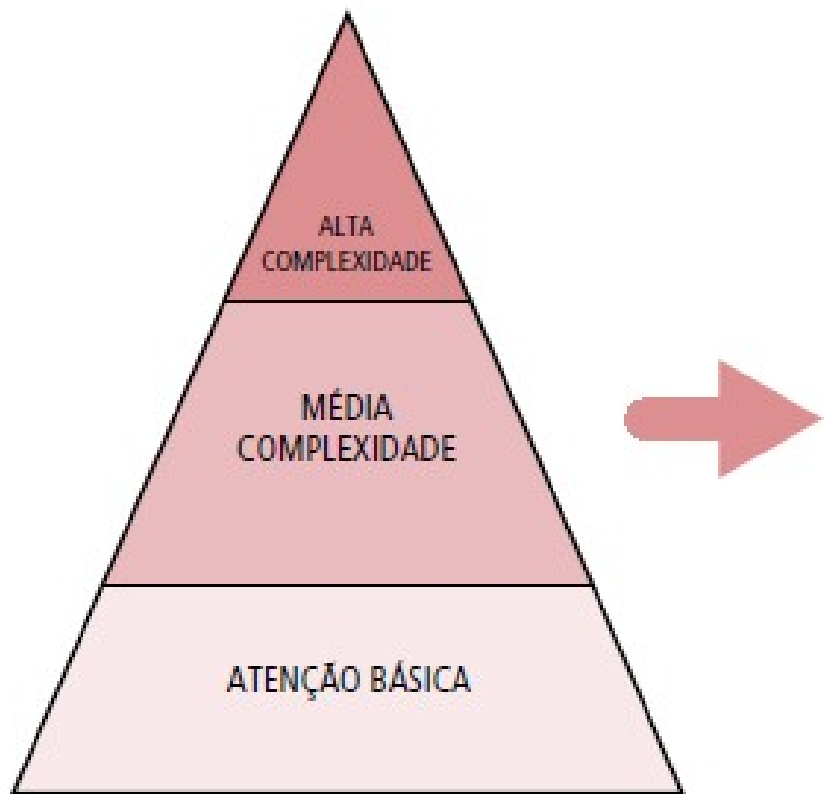 ALTA
COMPLEXIDADE
MÉDIA
COMPLEXIDADE
ATENÇÃO BÁSICA